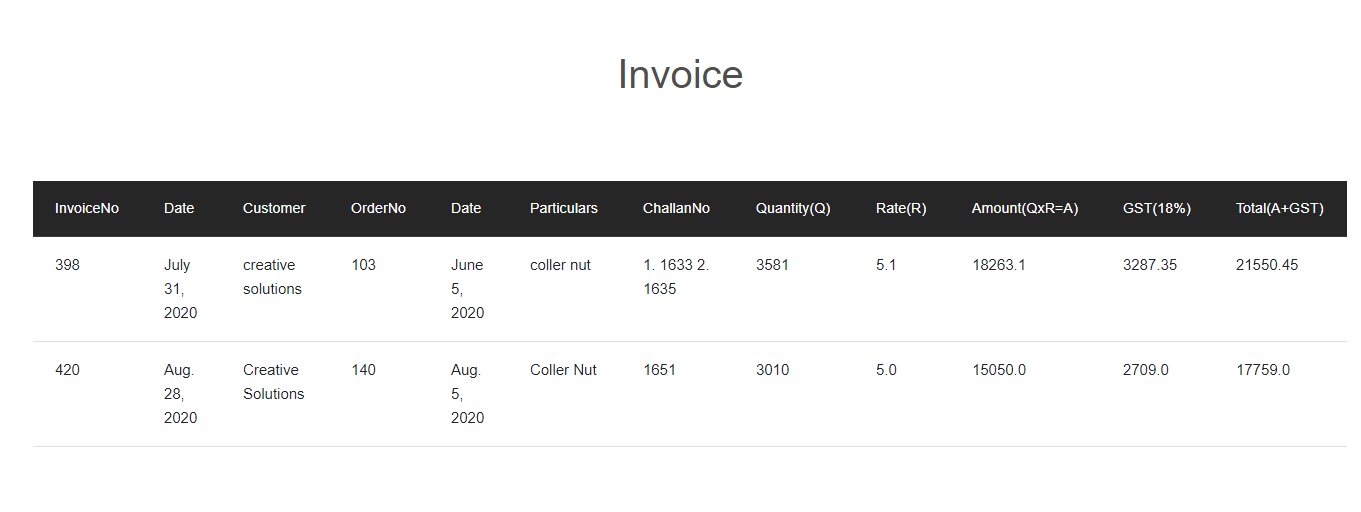 Invoice
InvoiceNo Date Customer OrderNo Date Particulars ChallanNo Quantity(Q) Rate(R) Amount(QxR=A) GST(18%) Total(A+GST)
398 July creative 103 June coller nut 1. 1633 2. 3581 5.1 18263.1 3287.35 21550.45
31, solutions 5, 1635
2020 2020
420 Aug. Creative 140 Aug. Coller Nut 1651 3010 5.0 15050.0 2709.0 17759.0
28, Solutions 5,
2020 2020